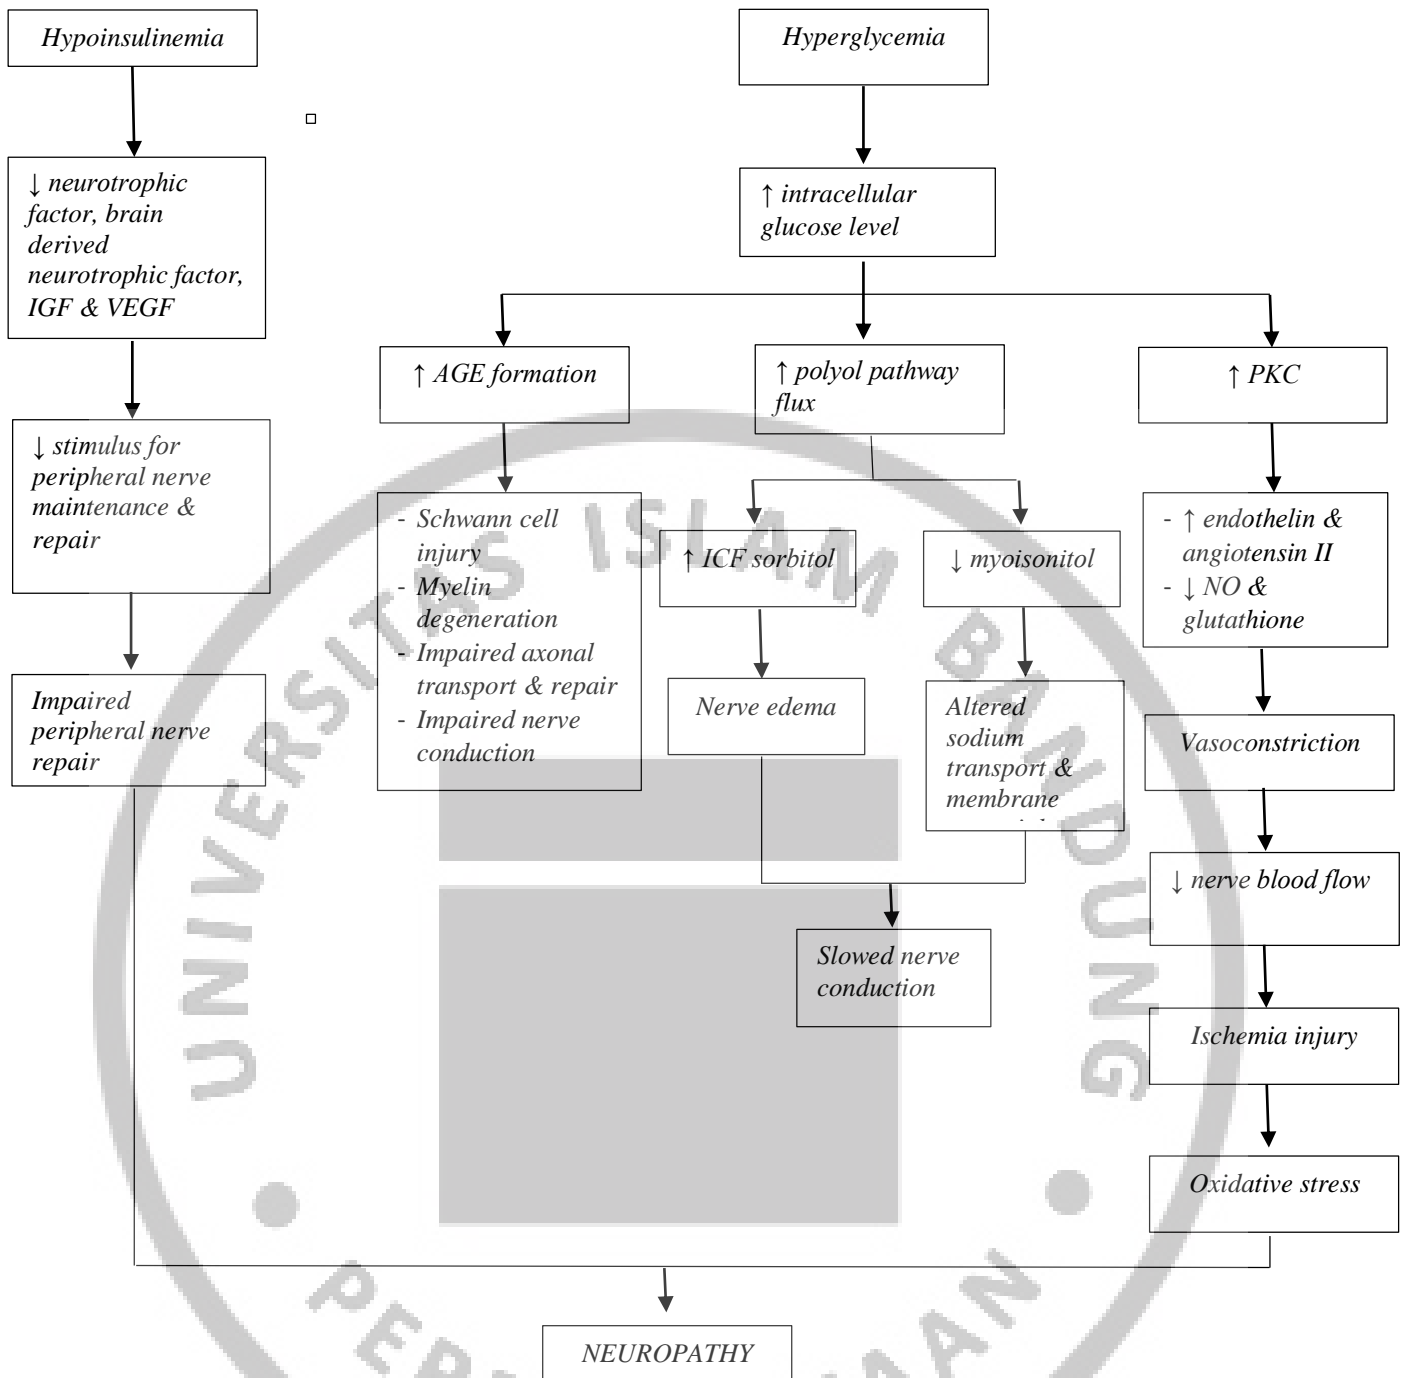 Hypoinsulinemia
Hyperglycemia
↓ neurotrophic
factor, brain
derived
neurotrophic factor,
IGF & VEGF
↑ intracellular
glucose level
↑ AGE formation
↑ polyol pathway
flux
↑ PKC
↓ stimulus for
peripheral nerve
maintenance &
repair
- Schwann cell
injury
- Myelin
degeneration
- Impaired axonal
transport & repair
- Impaired nerve
conduction
↑ ICF sorbitol
↓ myoisonitol
- ↑ endothelin &
angiotensin II
- ↓ NO &
glutathione
Impaired
peripheral nerve
repair
Nerve edema
Altered
sodium
transport &
membrane
Vasoconstriction
↓ nerve blood flow
Slowed nerve
conduction
Ischemia injury
Oxidative stress
NEUROPATHY
UNIVERSITAS ISLAM BANDUNG